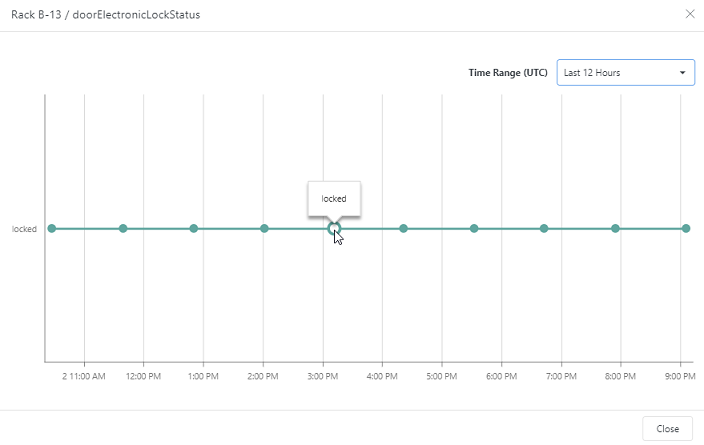 Rack B-13 / doorElectronicLockStatus
Time Range (UTC) Last 12 Hours
locked
locked
2 11:00 AM 12:00 PM 1:00 PM 2:00 PM 3:00 PM 4:00 PM 5:00 PM 6:00 PM 7:00 PM 8:00 PM 9:00 PM
Close